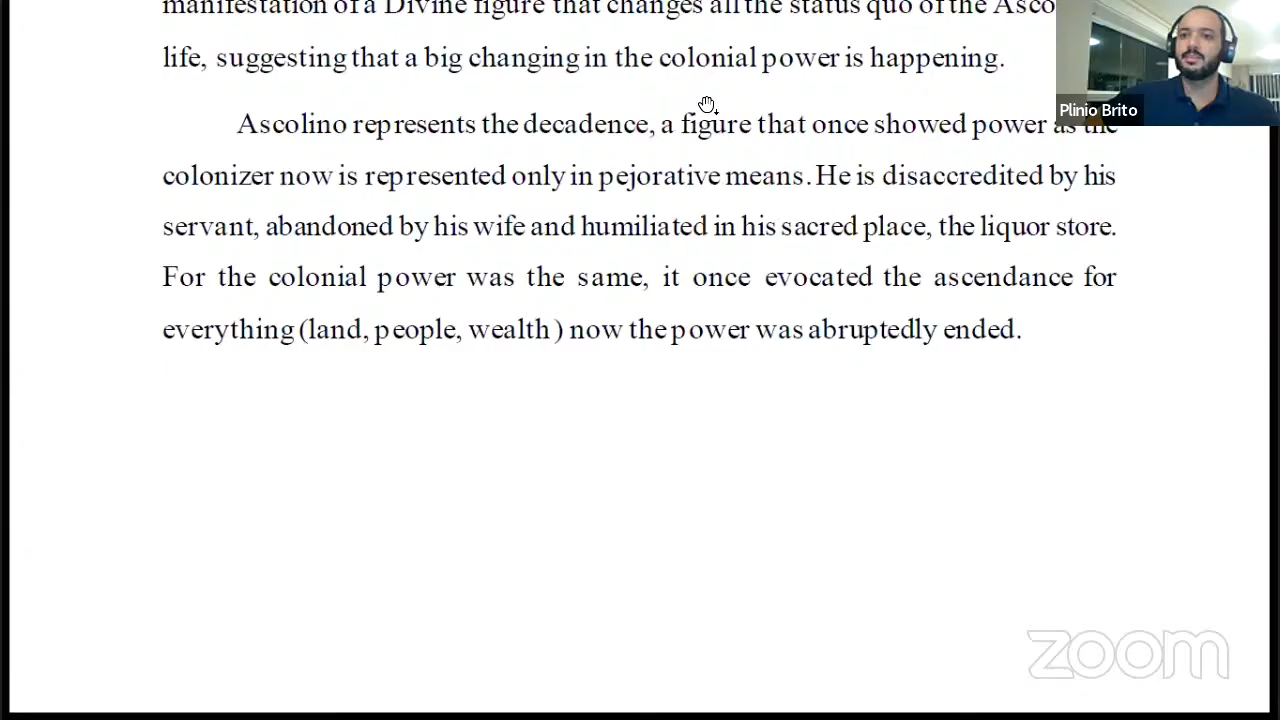 manifestation of a Divine figure that changes all the status quo of the Asco
life, suggesting that a big changing in the colonial power is happening.
Plinio Brito
Ascolino represents the decadence, a figure that once showed power as the
colonizer now is represented only in pejorative means. He is disaccredited by his
servant, abandoned by his wife and humiliated in his sacred place, the liquor store.
For the colonial power was the same, it once evocated the ascendance for
everything (land, people, wealth ) now the power was abruptedly ended.
zoom